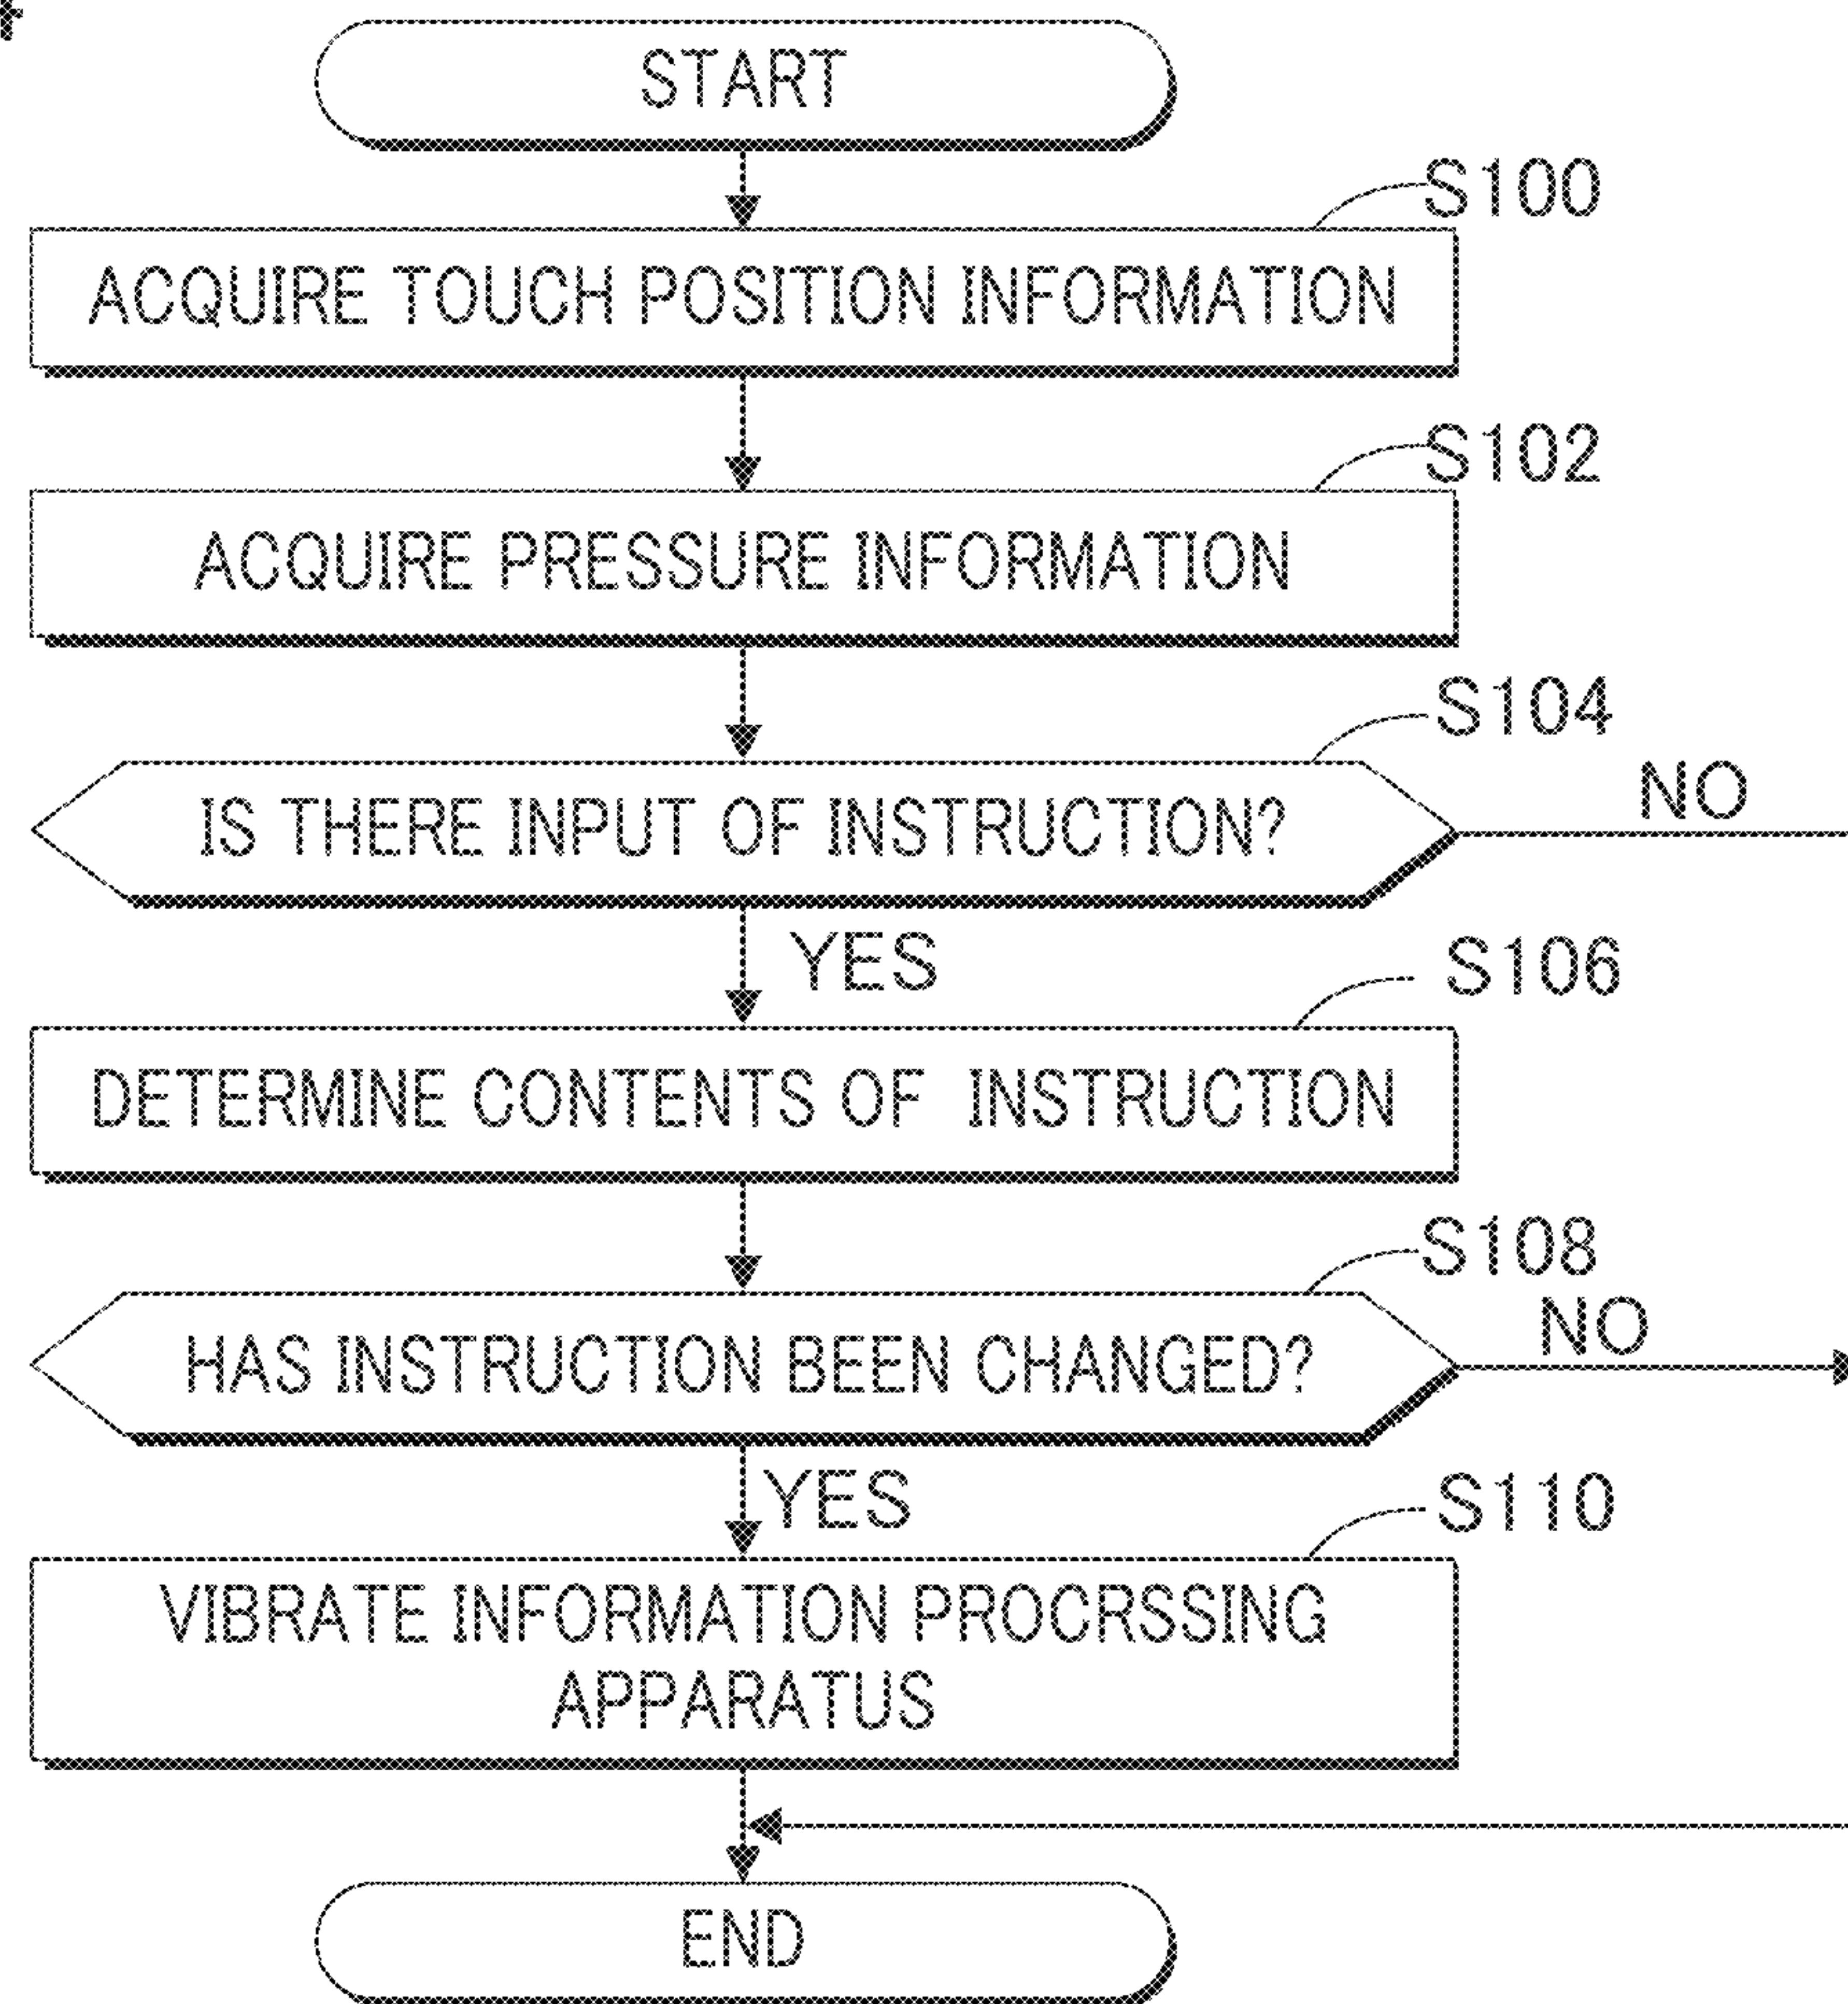 START
S100
ACQUIRE TOUCH POSITION INFORMATION
S102
ACQUIRE PRESSURE INFORMATION
S104
IS THERE INPUT OF INSTRUCTION?
NO
YES
S106
DETERMINE CONTENTS OF INSTRUCTION
S108
HAS INSTRUCTION BEEN CHANGED?
NO
YES
S110
VIBRATE INFORMATION PROCRSSING
APPARATUS
END